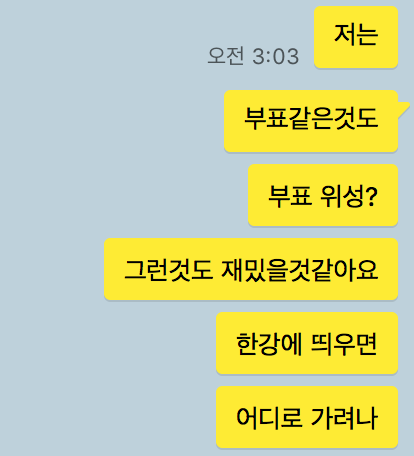 저는
오전 3:03
부표같은것도
부표 위성?
그런것도 재밌을것같아요
한강에 띄우면
어디로 가려나